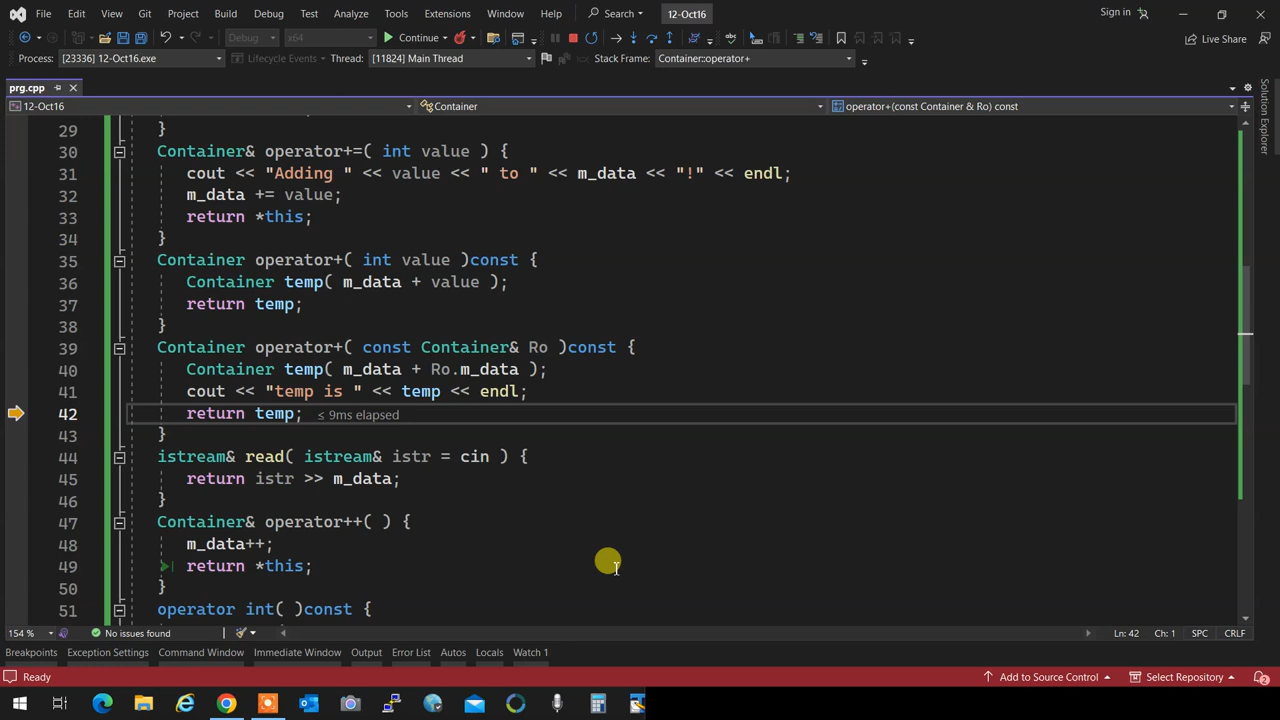 File Edit View Git Project Build Debug Test Analyze Tools Extensions Window Help Search 12-Oct16 Sign in
Debug x64 Continue Live Share
Process: [23336] 12-Oct16.exe Lifecycle Events Thread: [11824] Main Thread Stack Frame: Container::operator+
prg.cpp
12-Oct16 Container operator+(const Container & Ro) const
Solution Explorer
29 }
30 Container& operator+=( int value ) {
31 cout << "Adding " << value << " to " << m_data << "!" << endl;
32 m_data += value;
33 return *this;
34 }
35 Container operator+( int value )const {
36 Container temp( m_data + value );
37 return temp;
38 }
39 Container operator+( const Container& Ro )const {
40 Container temp( m_data + Ro.m_data );
41 cout << "temp is " << temp << endl;
42 return temp; ≤ 9ms elapsed
43 }
44 istream& read( istream& istr = cin ) {
45 return istr >> m_data;
46 }
47 Container& operator++( ) {
48 m_data++;
49 return *this;
50 }
51 operator int( )const {
154 % No issues found Ln: 42 Ch: 1 SPC CRLF
Breakpoints Exception Settings Command Window Immediate Window Output Error List Autos Locals Watch 1
Ready Add to Source Control Select Repository 2